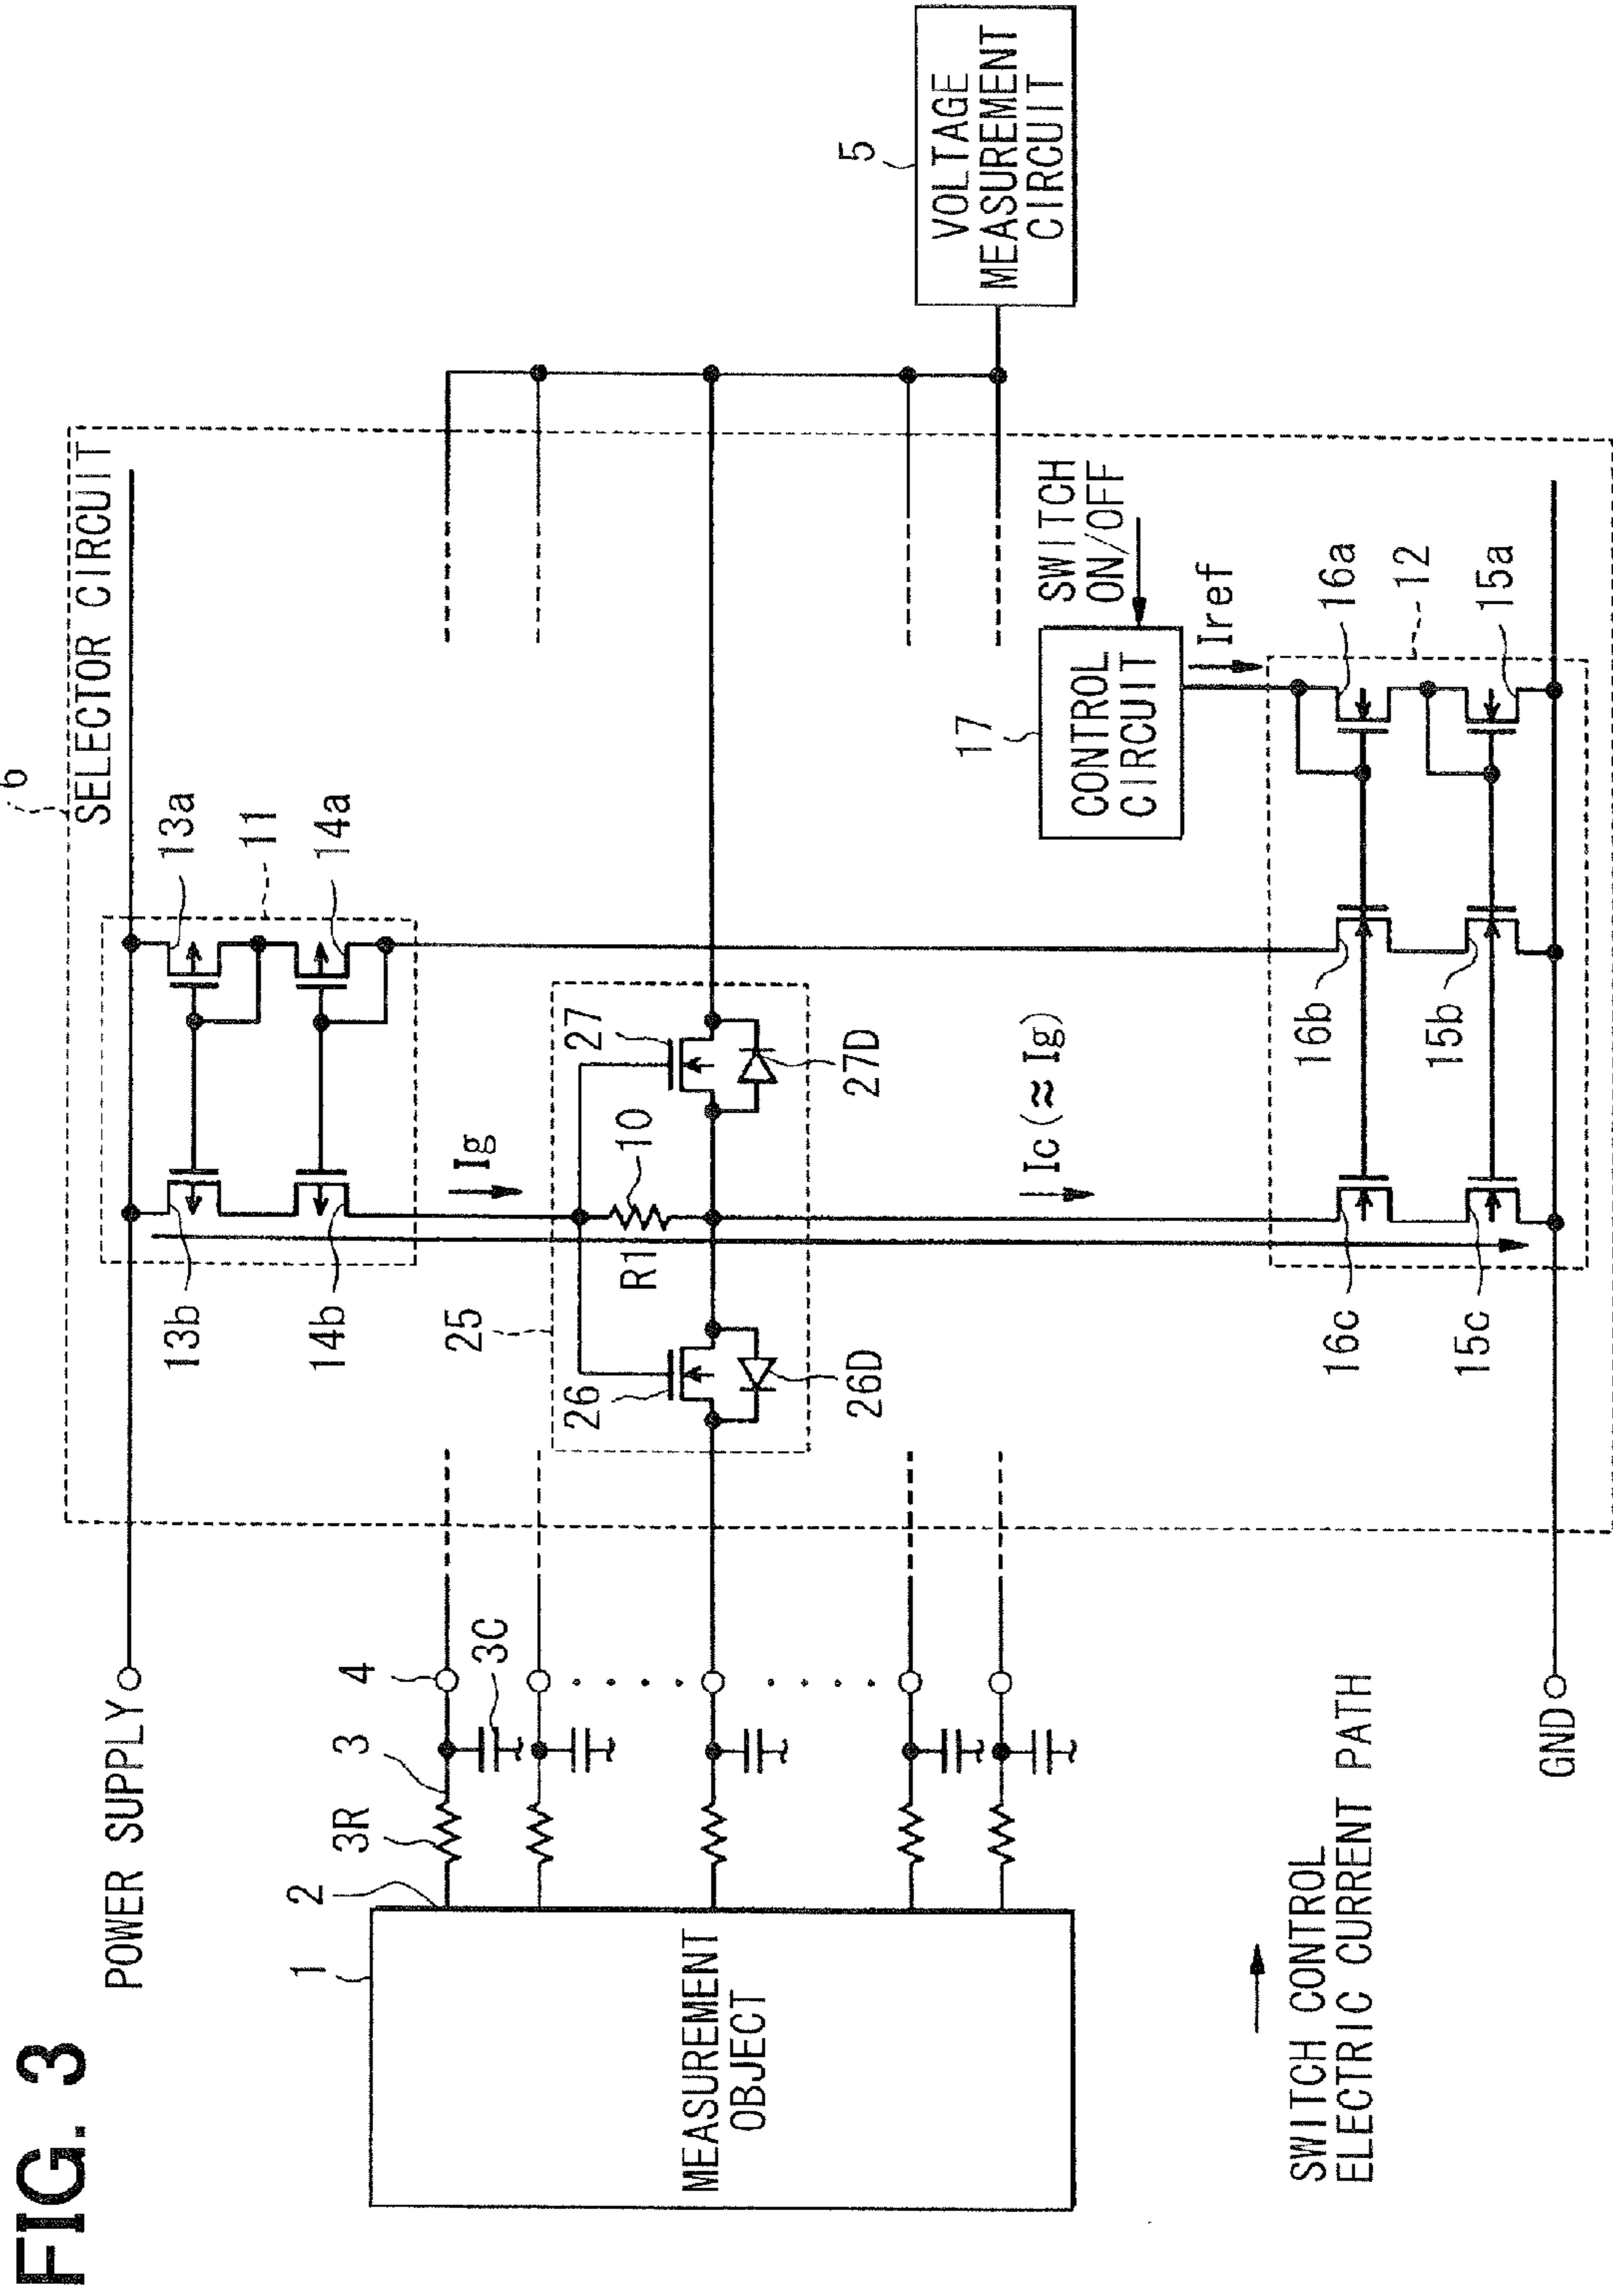 FIG. 3
POWER SUPPLY
6
SELECTOR CIRCUIT
13b
13a
11
14b
14a
Ig
1
2
3R
3
4
3C
MEASUREMENT
OBJECT
25
26
R1
10
27
26D
27D
5
VOLTAGE
MEASUREMENT
CIRCUIT
Ic(≈Ig)
17
CONTROL
CIRCUIT
SWITCH
ON/OFF
Iref
16c
16b
16a
12
15c
15b
15a
GND
SWITCH CONTROL
ELECTRIC CURRENT PATH